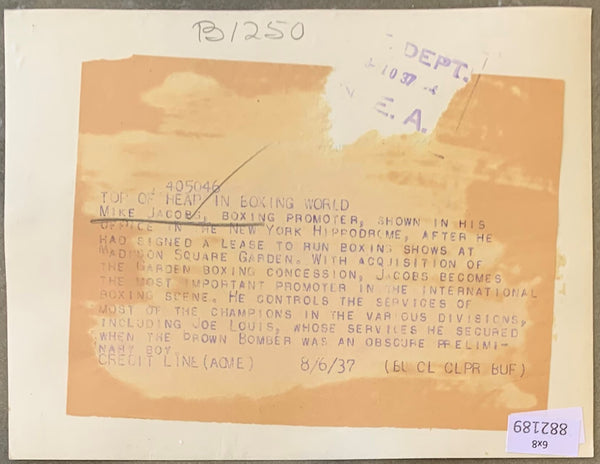 B1250
DEPT.
10 37
E. A.
405046
TOP OF HEAP IN BOXING WORLD
MIKE JACOBS, BOXING PROMOTER, SHOWN IN HIS
OFFICE IN THE NEW YORK HIPPODROME, AFTER HE
HAD SIGNED A LEASE TO RUN BOXING SHOWS AT
MADISON SQUARE GARDEN. WITH ACQUISITION OF
THE GARDEN BOXING CONCESSION, JACOBS BECOMES
THE MOST IMPORTANT PROMOTER IN THE INTERNATIONAL
BOXING SCENE. HE CONTROLS THE SERVICES OF
MOST OF THE CHAMPIONS IN THE VARIOUS DIVISIONS,
INCLUDING JOE LOUIS, WHOSE SERVICES HE SECURED
WHEN THE BROWN BOMBER WAS AN OBSCURE PRELIMI-
NARY BOY.
CREDIT LINE (ACME) 8/6/37 (BU CL CLPR BUF)
6x8
882189